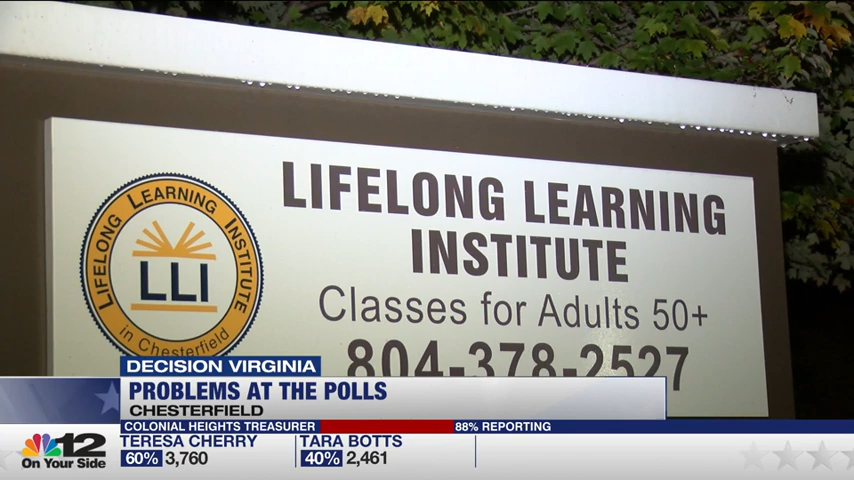 LIFELONG LEARNING
INSTITUTE
Classes for Adults 50+
804-378-2527
LIFELONG LEARNING INSTITUTE
LLI
in Chesterfield
DECISION VIRGINIA
PROBLEMS AT THE POLLS
CHESTERFIELD
COLONIAL HEIGHTS TREASURER 88% REPORTING
12 TERESA CHERRY TARA BOTTS
On Your Side 60% 3,760 40% 2,461